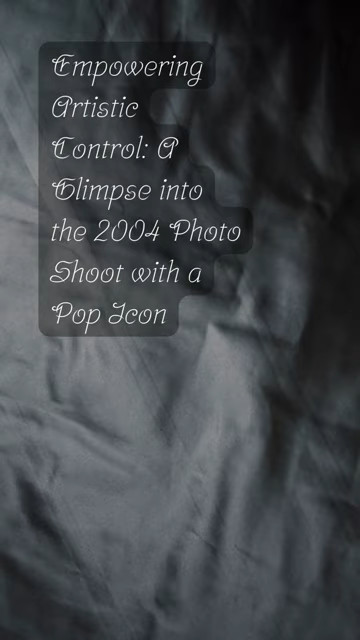 Empowering
Artistic
Control: A
Glimpse into
the 2004 Photo
Shoot with a
Pop Icon